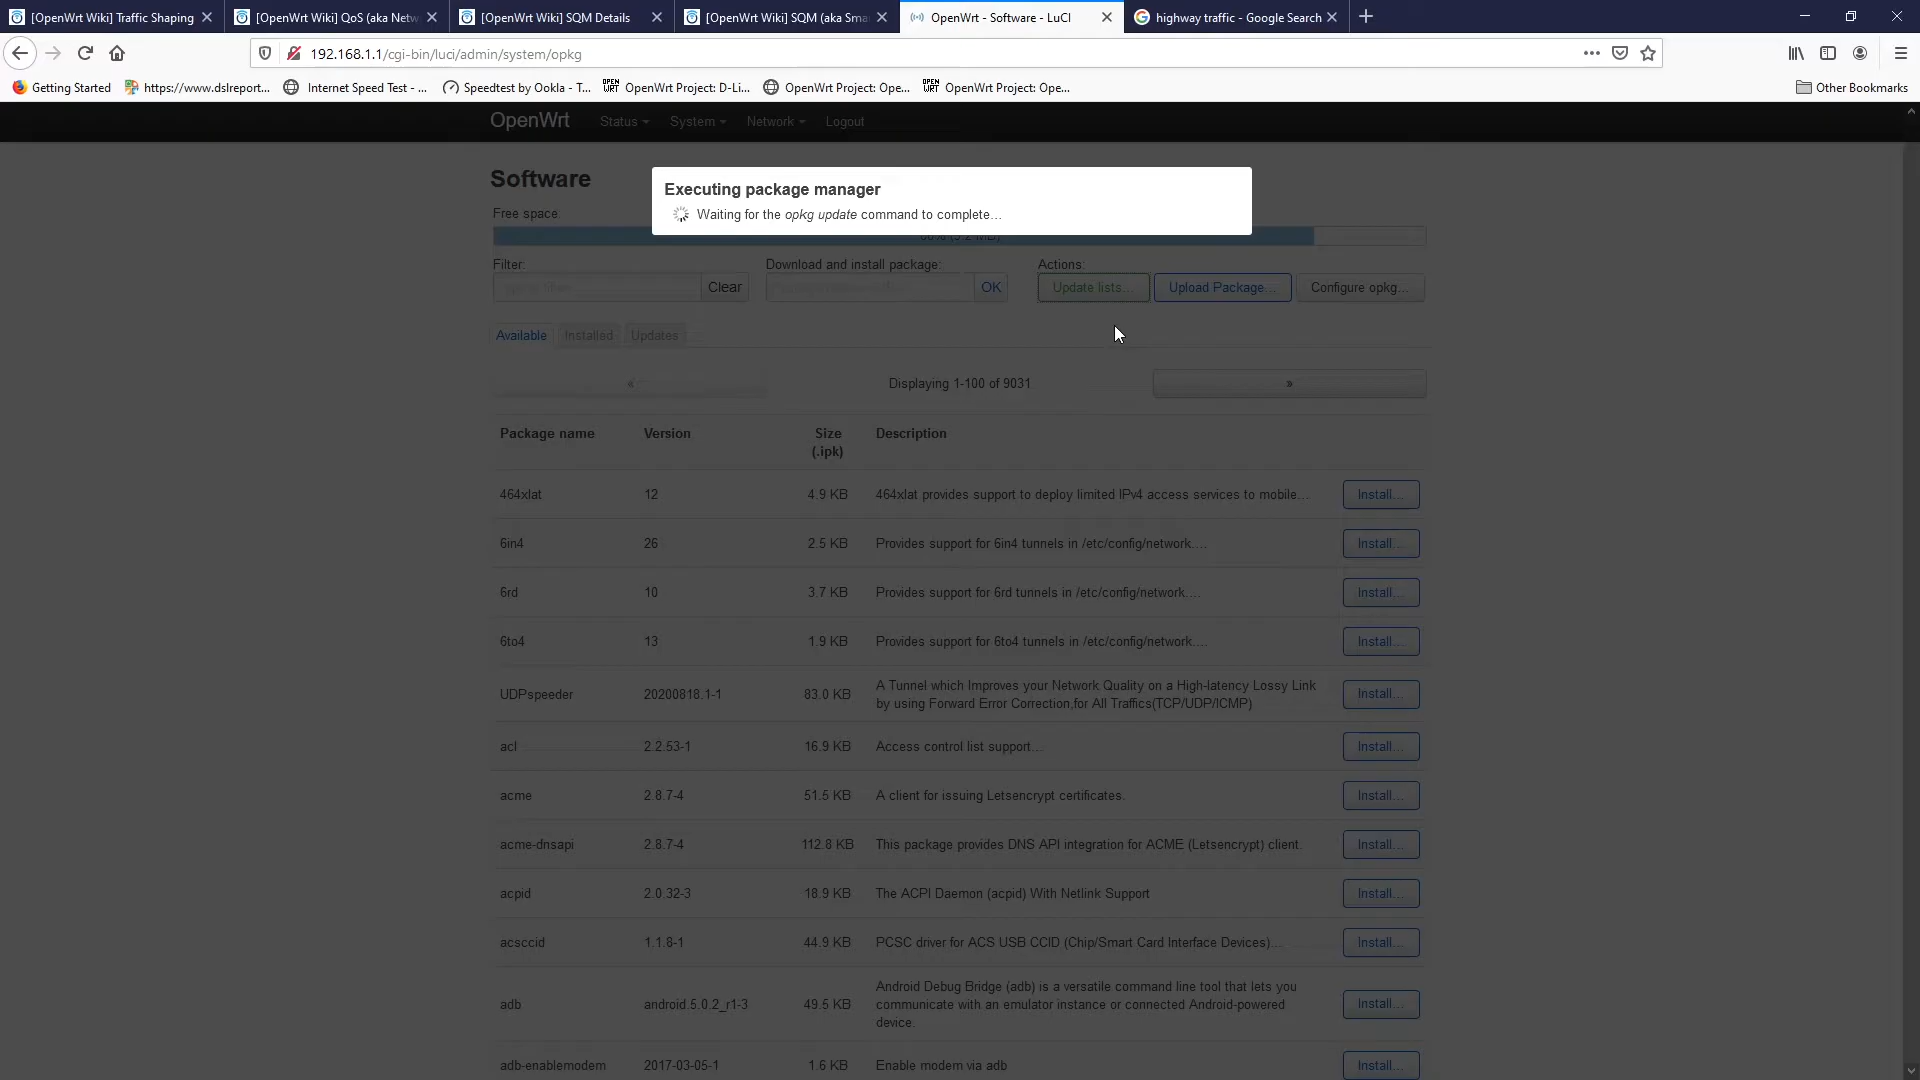 [OpenWrt Wiki] Traffic Shaping
[OpenWrt Wiki] QoS (aka Netw
[OpenWrt Wiki] SQM Details
[OpenWrt Wiki] SQM (aka Sma
OpenWrt - Software - LuCI
highway traffic - Google Search
192.168.1.1/cgi-bin/luci/admin/system/opkg
Getting Started
https://www.dslreport...
Internet Speed Test - ...
Speedtest by Ookla - T...
OpenWrt Project: D-Li...
OpenWrt Project: Ope...
OpenWrt Project: Ope...
Other Bookmarks
OpenWrt Status System Network Logout
Software
Executing package manager
Waiting for the opkg update command to complete...
Free space:
Filter: Download and install package: Actions:
Clear OK Update lists... Upload Package... Configure opkg...
Available Installed Updates
« Displaying 1-100 of 9031 »
Package name Version Size (.ipk) Description
464xlat 12 4.9 KB 464xlat provides support to deploy limited IPv4 access services to mobile... Install...
6in4 26 2.5 KB Provides support for 6in4 tunnels in /etc/config/network.... Install...
6rd 10 3.7 KB Provides support for 6rd tunnels in /etc/config/network.... Install...
6to4 13 1.9 KB Provides support for 6to4 tunnels in /etc/config/network.... Install...
UDPspeeder 20200818.1-1 83.0 KB A Tunnel which Improves your Network Quality on a High-latency Lossy Link
by using Forward Error Correction,for All Traffics(TCP/UDP/ICMP) Install...
acl 2.2.53-1 16.9 KB Access control list support... Install...
acme 2.8.7-4 51.5 KB A client for issuing Letsencrypt certificates. Install...
acme-dnsapi 2.8.7-4 112.8 KB This package provides DNS API integration for ACME (Letsencrypt) client. Install...
acpid 2.0.32-3 18.9 KB The ACPI Daemon (acpid) With Netlink Support Install...
acsccid 1.1.8-1 44.9 KB PCSC driver for ACS USB CCID (Chip/Smart Card Interface Devices)... Install...
adb android.5.0.2_r1-3 49.5 KB Android Debug Bridge (adb) is a versatile command line tool that lets you
communicate with an emulator instance or connected Android-powered
device. Install...
adb-enablemodem 2017-03-05-1 1.6 KB Enable modem via adb Install...